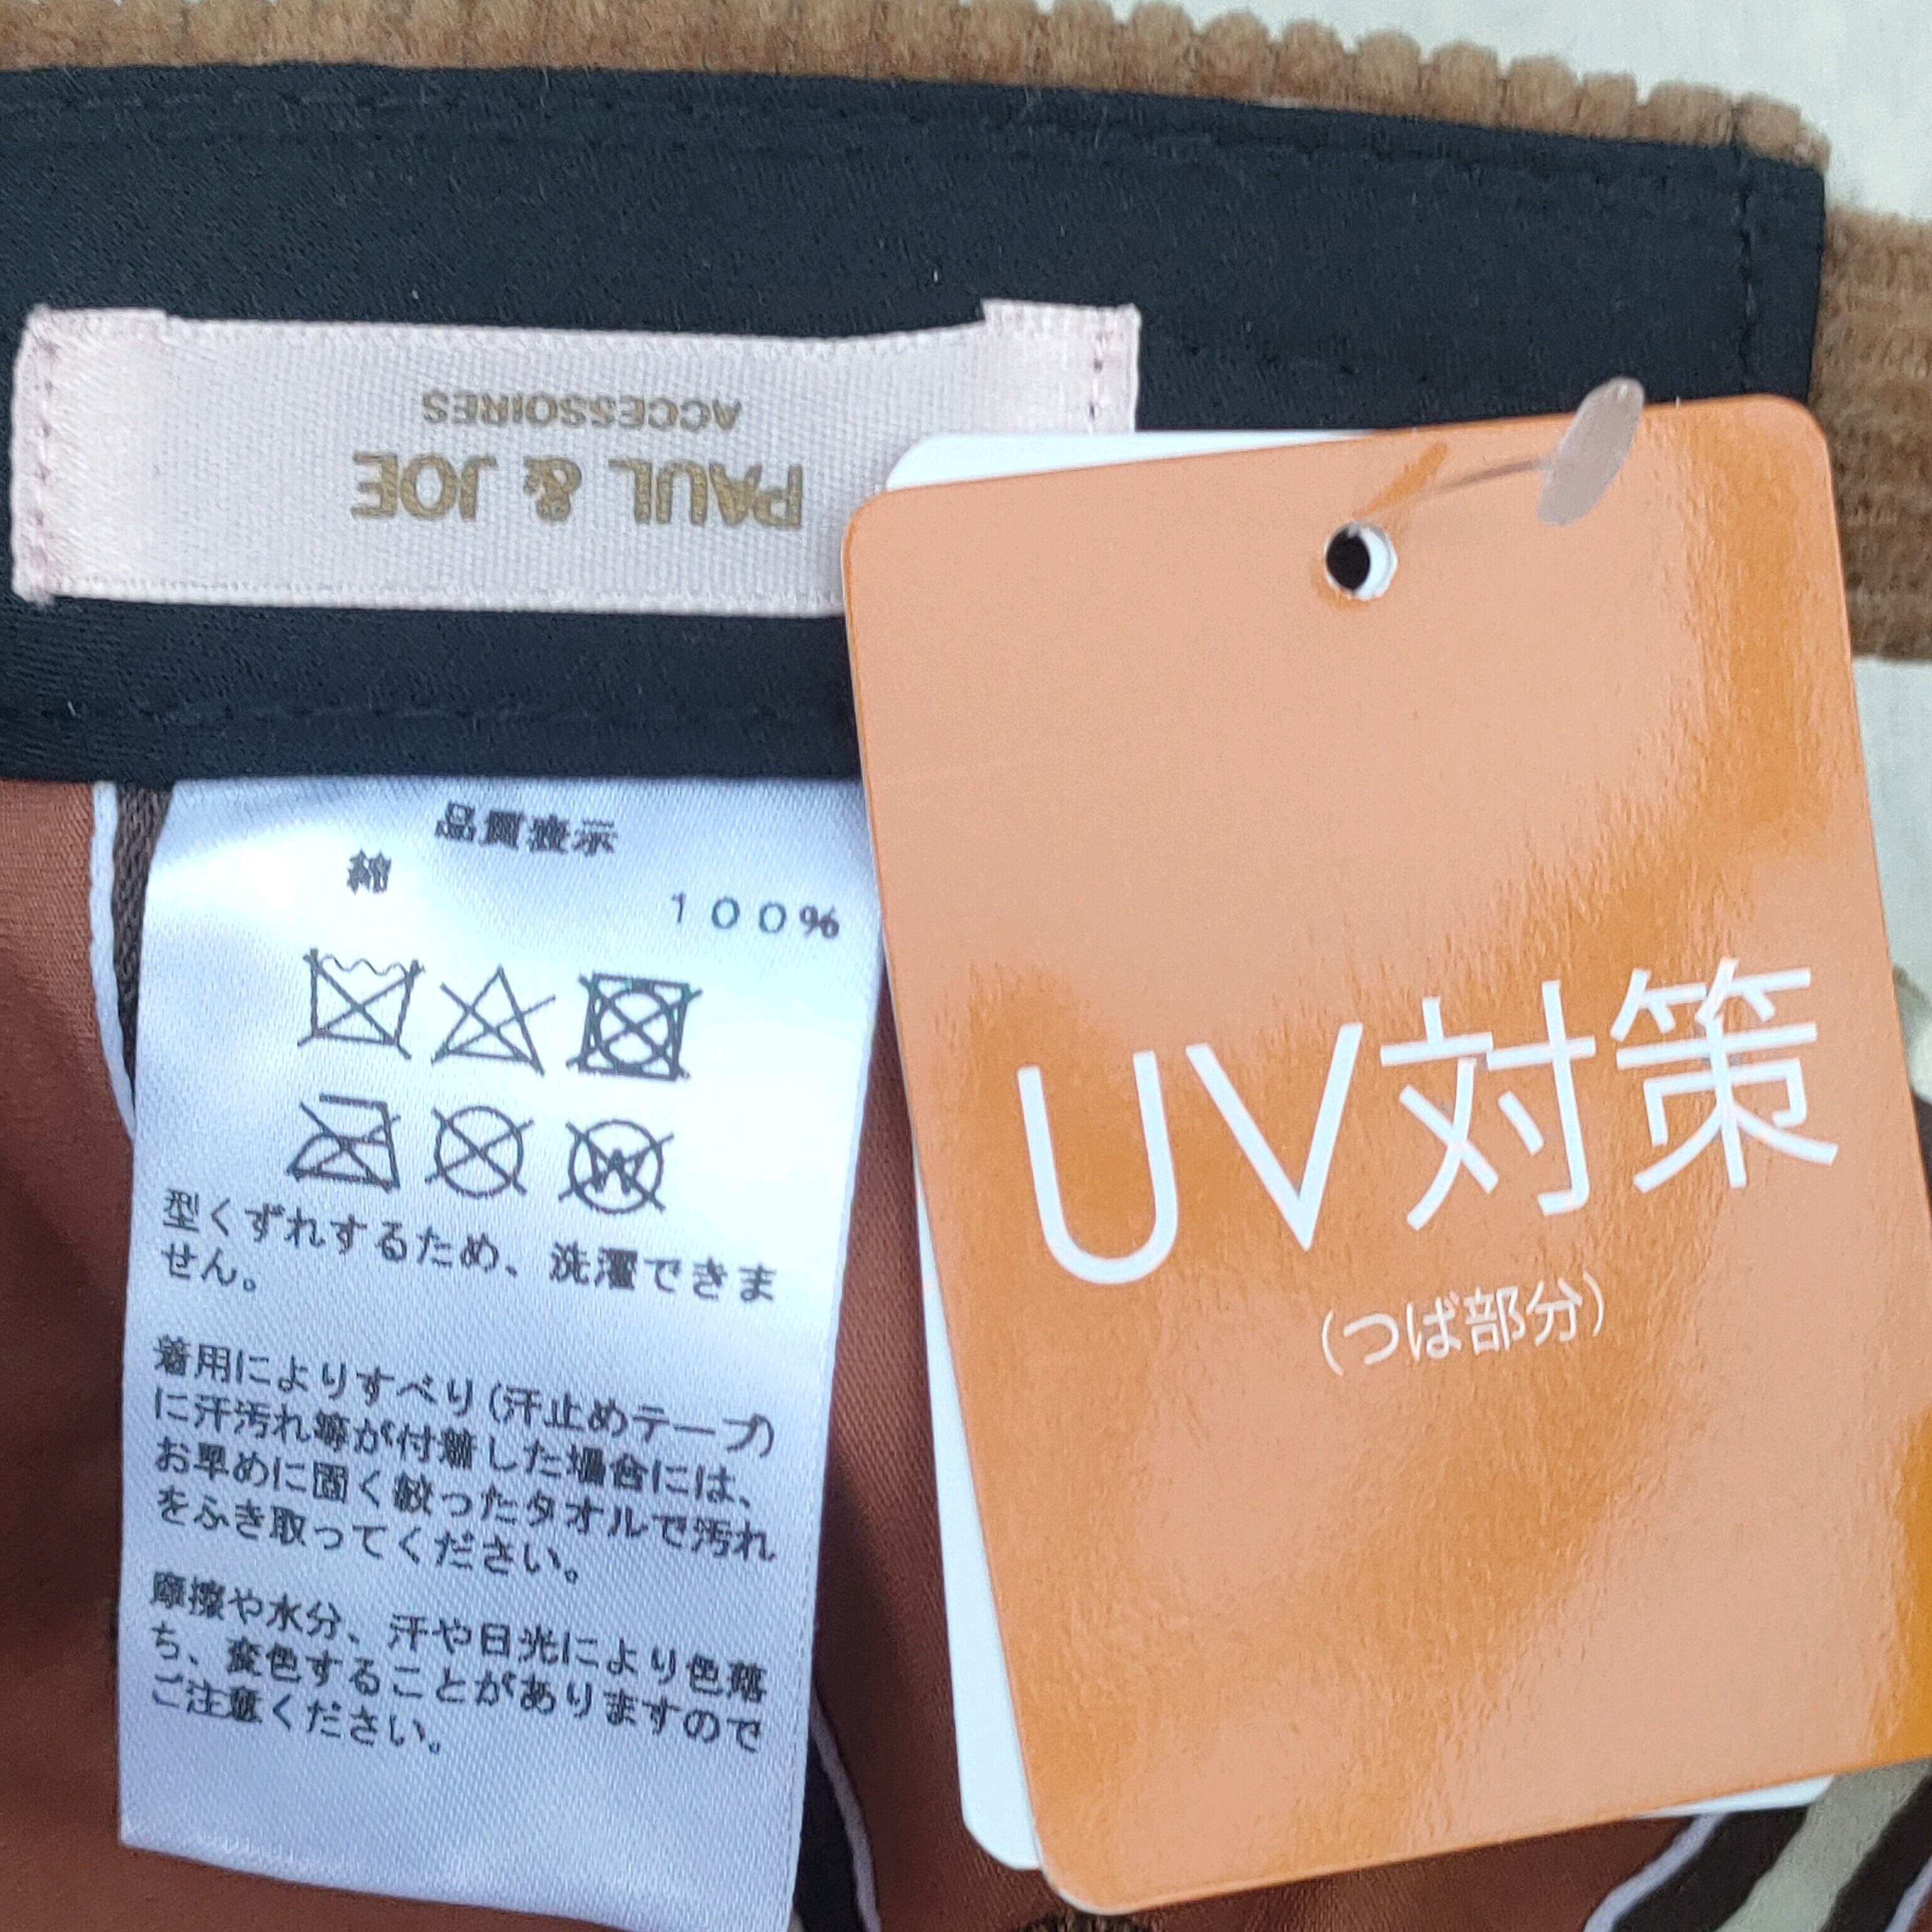 PAUL & JOE
ACCESSOIRES
品質表示
綿
100%
W
型くずれするため、洗濯できま
せん。
着用によりすべり(汗止めテープ)
に汗汚れ等が付着した場合には、
お早めに固く絞ったタオルで汚れ
をふき取ってください。
摩擦や水分、汗や日光により色落
ち、変色することがありますので
ご注意ください。
UV対策
(つば部分)